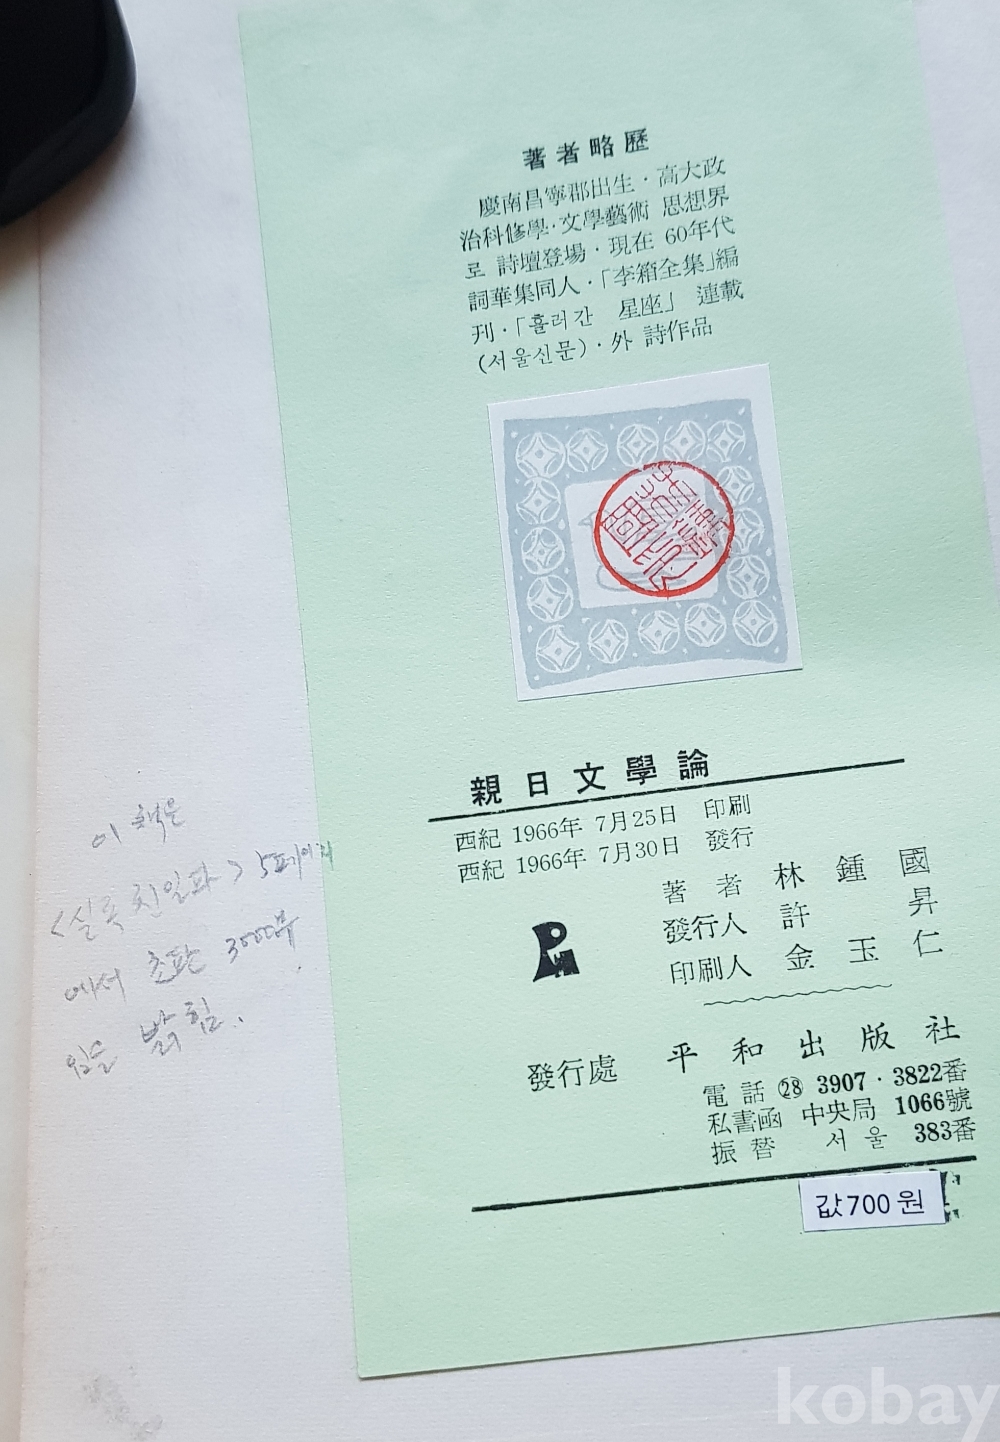 著者略歷
慶南昌寧郡出生·高大政
治科修學·文學藝術 思想界
로 詩壇登場·現在 60年代
詞華集同人·「李箱全集」編
刊·「흘러간 星座」 連載
(서울신문)·外 詩作品
親日文學論
西紀 1966年 7月25日 印刷
西紀 1966年 7月30日 發行
著者 林鍾國
發行人 許昇
印刷人 金玉仁
發行處 平和出版社
電話 ㉘ 3907·3822番
私書函 中央局 1066號
振替 서울 383番
값700원
이 책은
<실록 친일파> 5페이지
에서 초판 3000부
임을 밝힘.
kobay